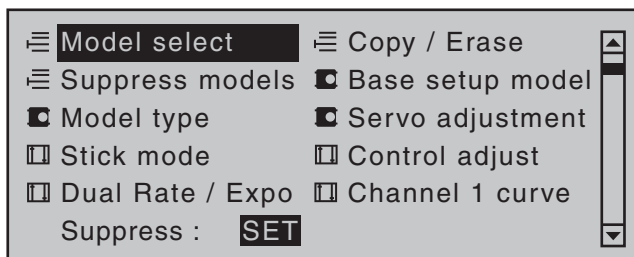 Model select Copy / Erase
Suppress models Base setup model
Model type Servo adjustment
Stick mode Control adjust
Dual Rate / Expo Channel 1 curve
Suppress : SET